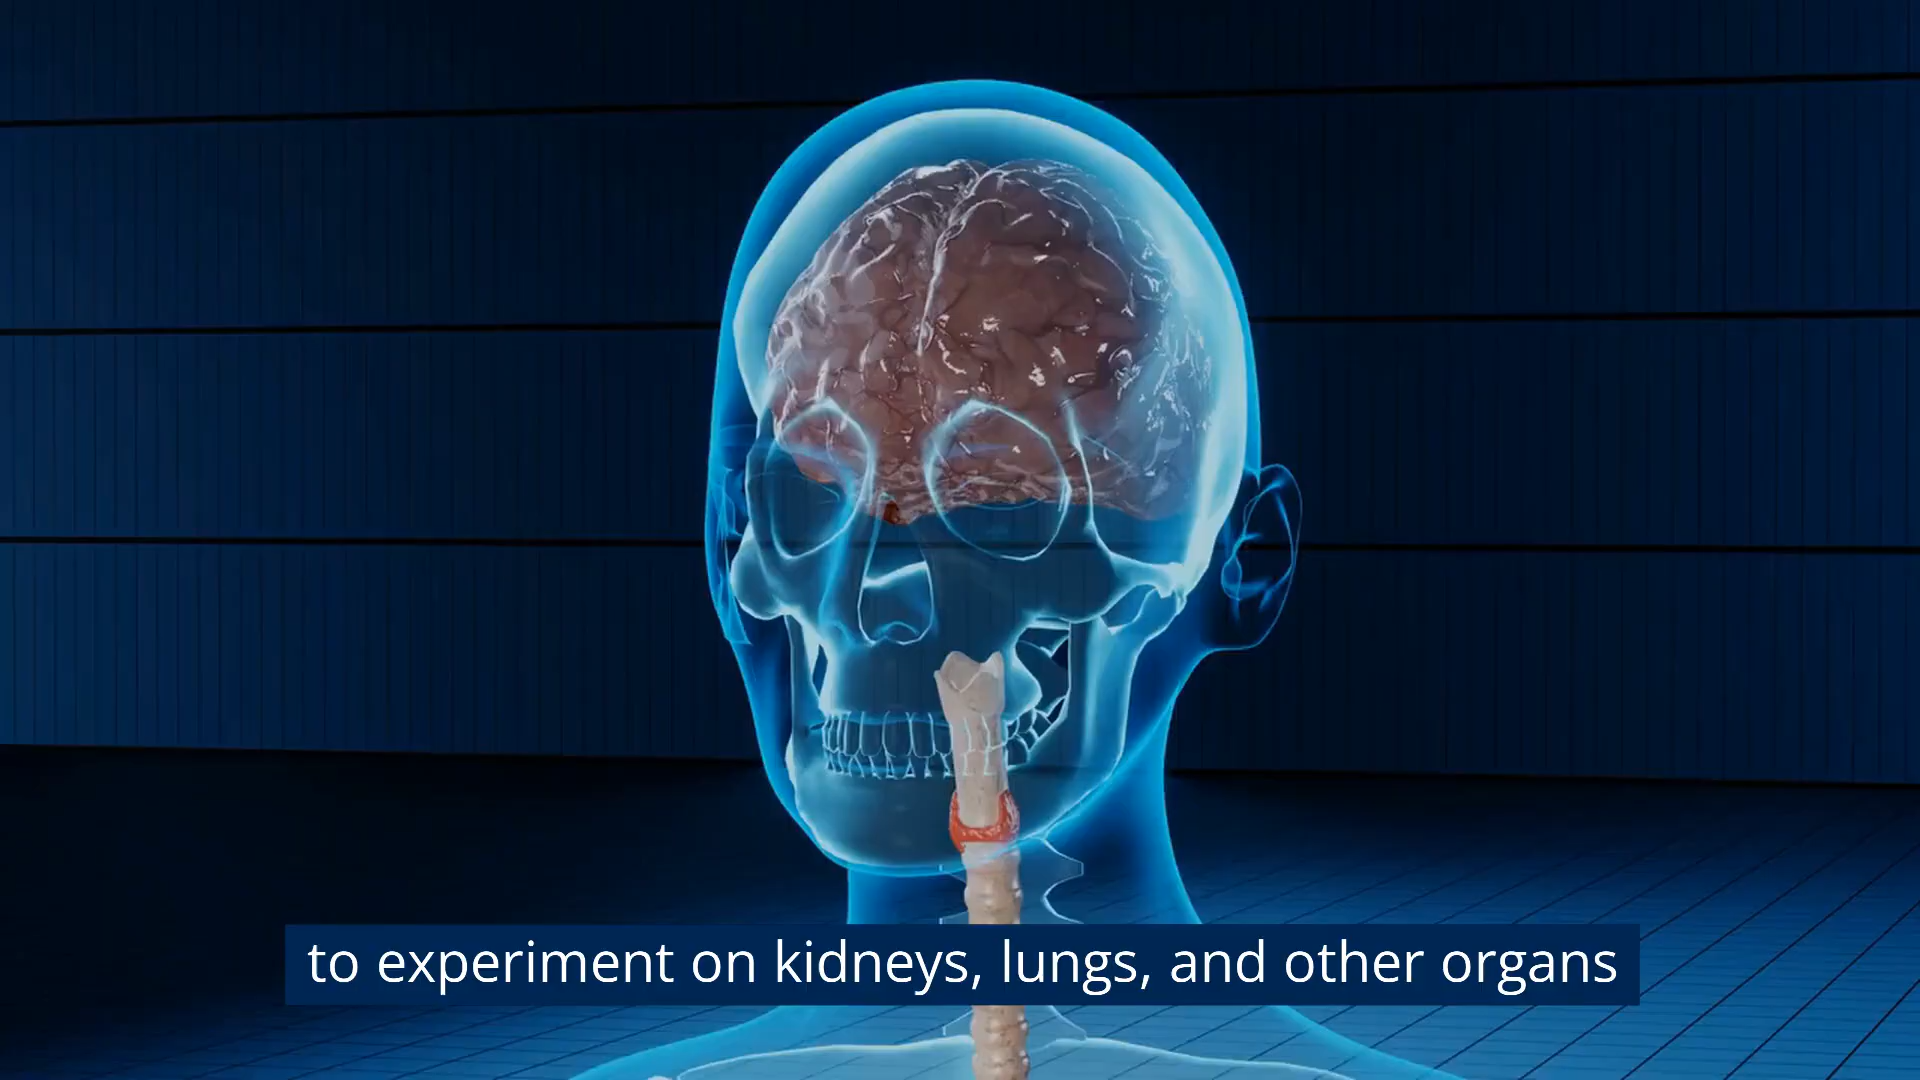 to experiment on kidneys, lungs, and other organs